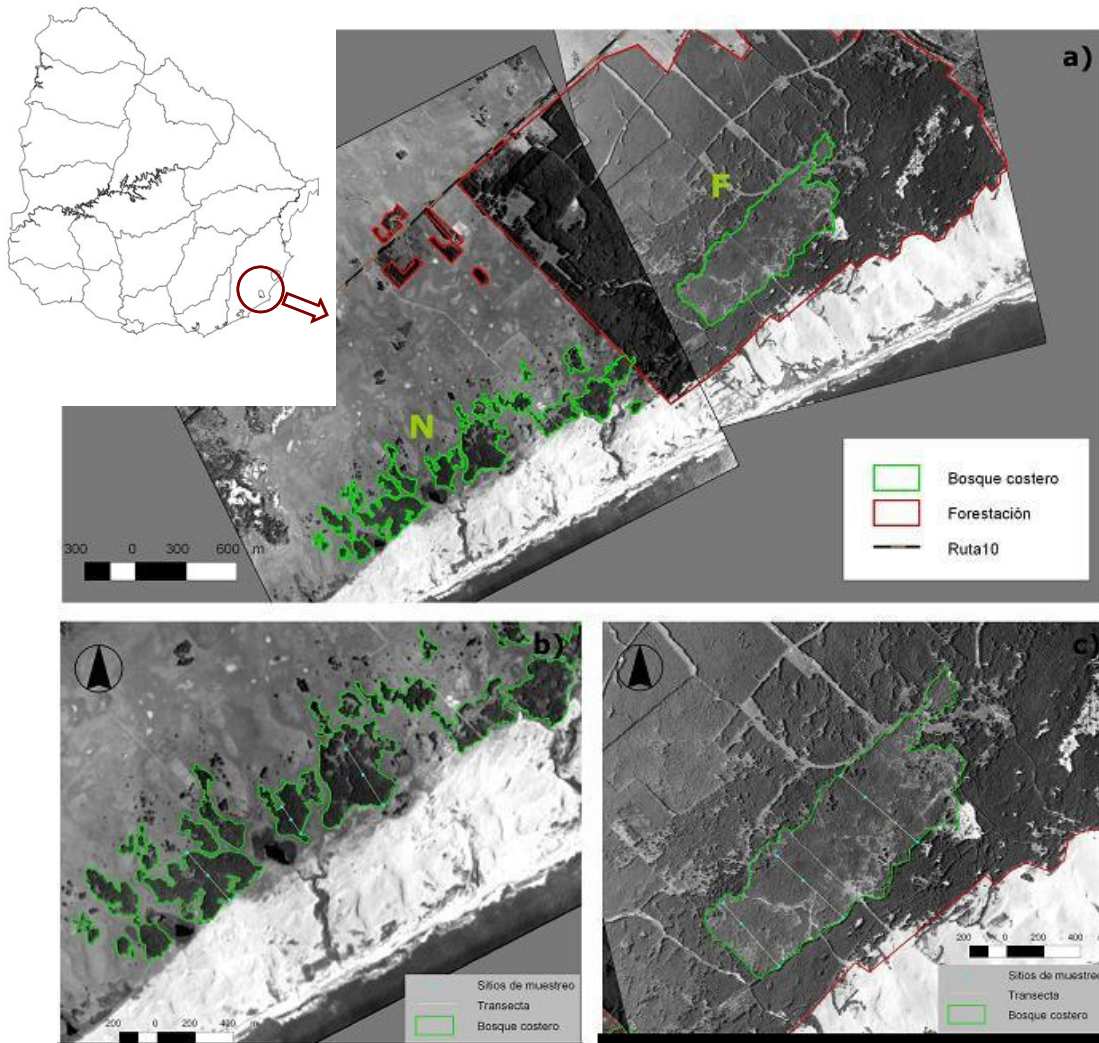 a)
F
N
Bosque costero
Forestación
Ruta10
300 0 300 600 m
b)
Sitios de muestreo
Transecta
Bosque costero
200 0 200 400 m
c)
200 0 200 400
Sitios de muestreo
Transecta
Bosque costero